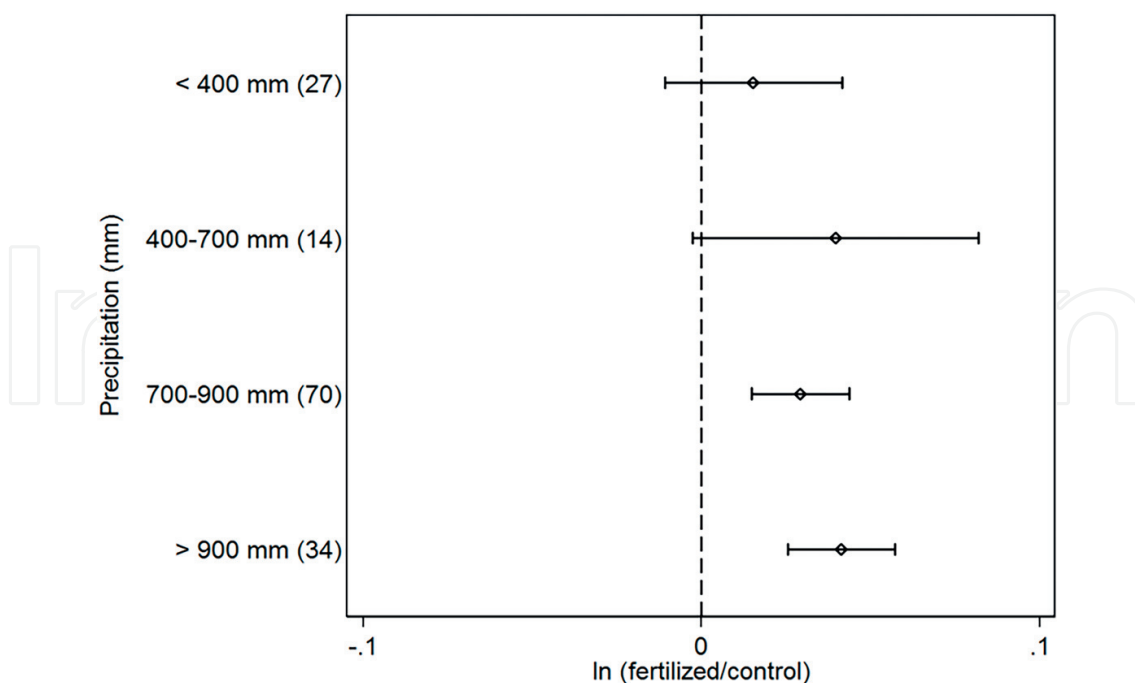 < 400 mm (27)
400-700 mm (14)
700-900 mm (70)
> 900 mm (34)
Precipitation (mm)
-.1
0
.1
ln (fertilized/control)